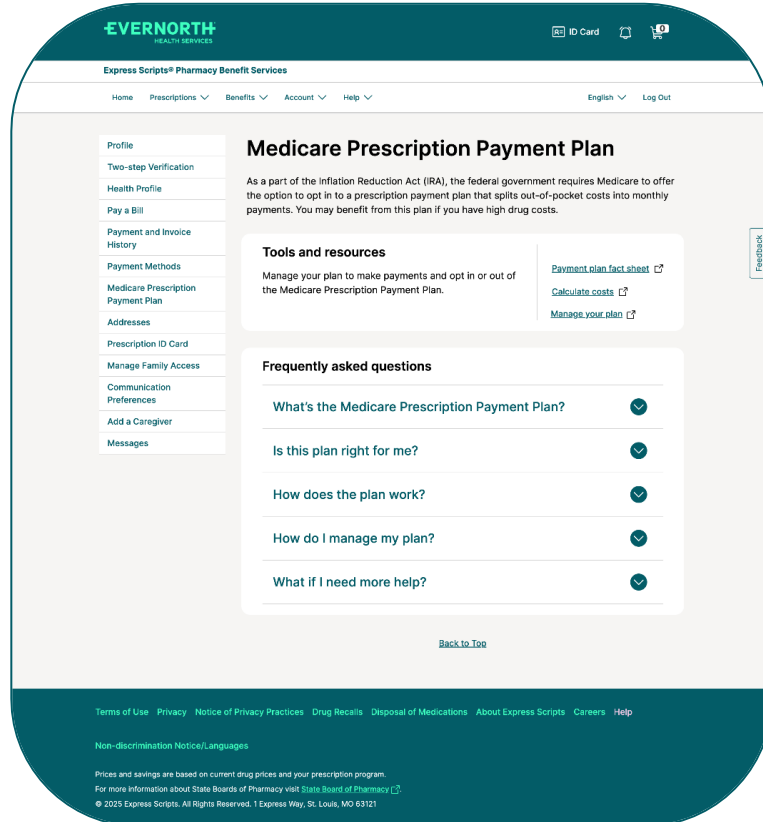 EVERNORTH
HEALTH SERVICES
ID Card
0
Express Scripts® Pharmacy Benefit Services
Home Prescriptions Benefits Account Help English Log Out
Profile
Two-step Verification
Health Profile
Pay a Bill
Payment and Invoice
History
Payment Methods
Medicare Prescription
Payment Plan
Addresses
Prescription ID Card
Manage Family Access
Communication
Preferences
Add a Caregiver
Messages
Medicare Prescription Payment Plan
As a part of the Inflation Reduction Act (IRA), the federal government requires Medicare to offer
the option to opt in to a prescription payment plan that splits out-of-pocket costs into monthly
payments. You may benefit from this plan if you have high drug costs.
Tools and resources
Manage your plan to make payments and opt in or out of
the Medicare Prescription Payment Plan.
Payment plan fact sheet
Calculate costs
Manage your plan
Feedback
Frequently asked questions
What's the Medicare Prescription Payment Plan?
Is this plan right for me?
How does the plan work?
How do I manage my plan?
What if I need more help?
Back to Top
Terms of Use Privacy Notice of Privacy Practices Drug Recalls Disposal of Medications About Express Scripts Careers Help
Non-discrimination Notice/Languages
Prices and savings are based on current drug prices and your prescription program.
For more information about State Boards of Pharmacy visit State Board of Pharmacy.
© 2025 Express Scripts. All Rights Reserved. 1 Express Way, St. Louis, MO 63121